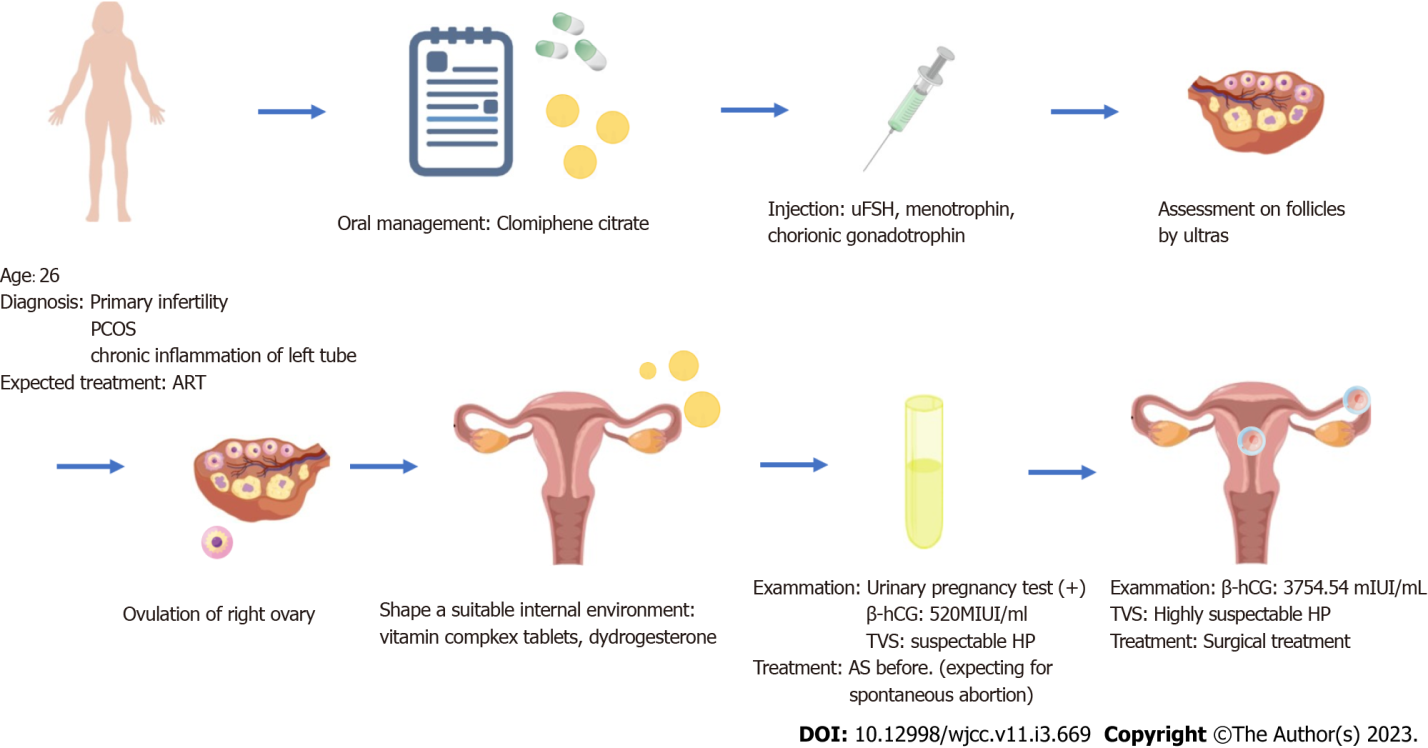 Oral management: Clomiphene citrate
Injection: uFSH, menotrophin,
chorionic gonadotrophin
Assessment on follicles
by ultras
Age: 26
Diagnosis: Primary infertility
PCOS
chronic inflammation of left tube
Expected treatment: ART
Ovulation of right ovary
Shape a suitable internal environment:
vitamin compkex tablets, dydrogesterone
Exammation: Urinary pregnancy test (+)
β-hCG: 520MIUI/ml
TVS: suspectable HP
Treatment: AS before. (expecting for
spontaneous abortion)
Exammation: β-hCG: 3754.54 mIUI/mL
TVS: Highly suspectable HP
Treatment: Surgical treatment
DOI: 10.12998/wjcc.v11.i3.669 Copyright ©The Author(s) 2023.